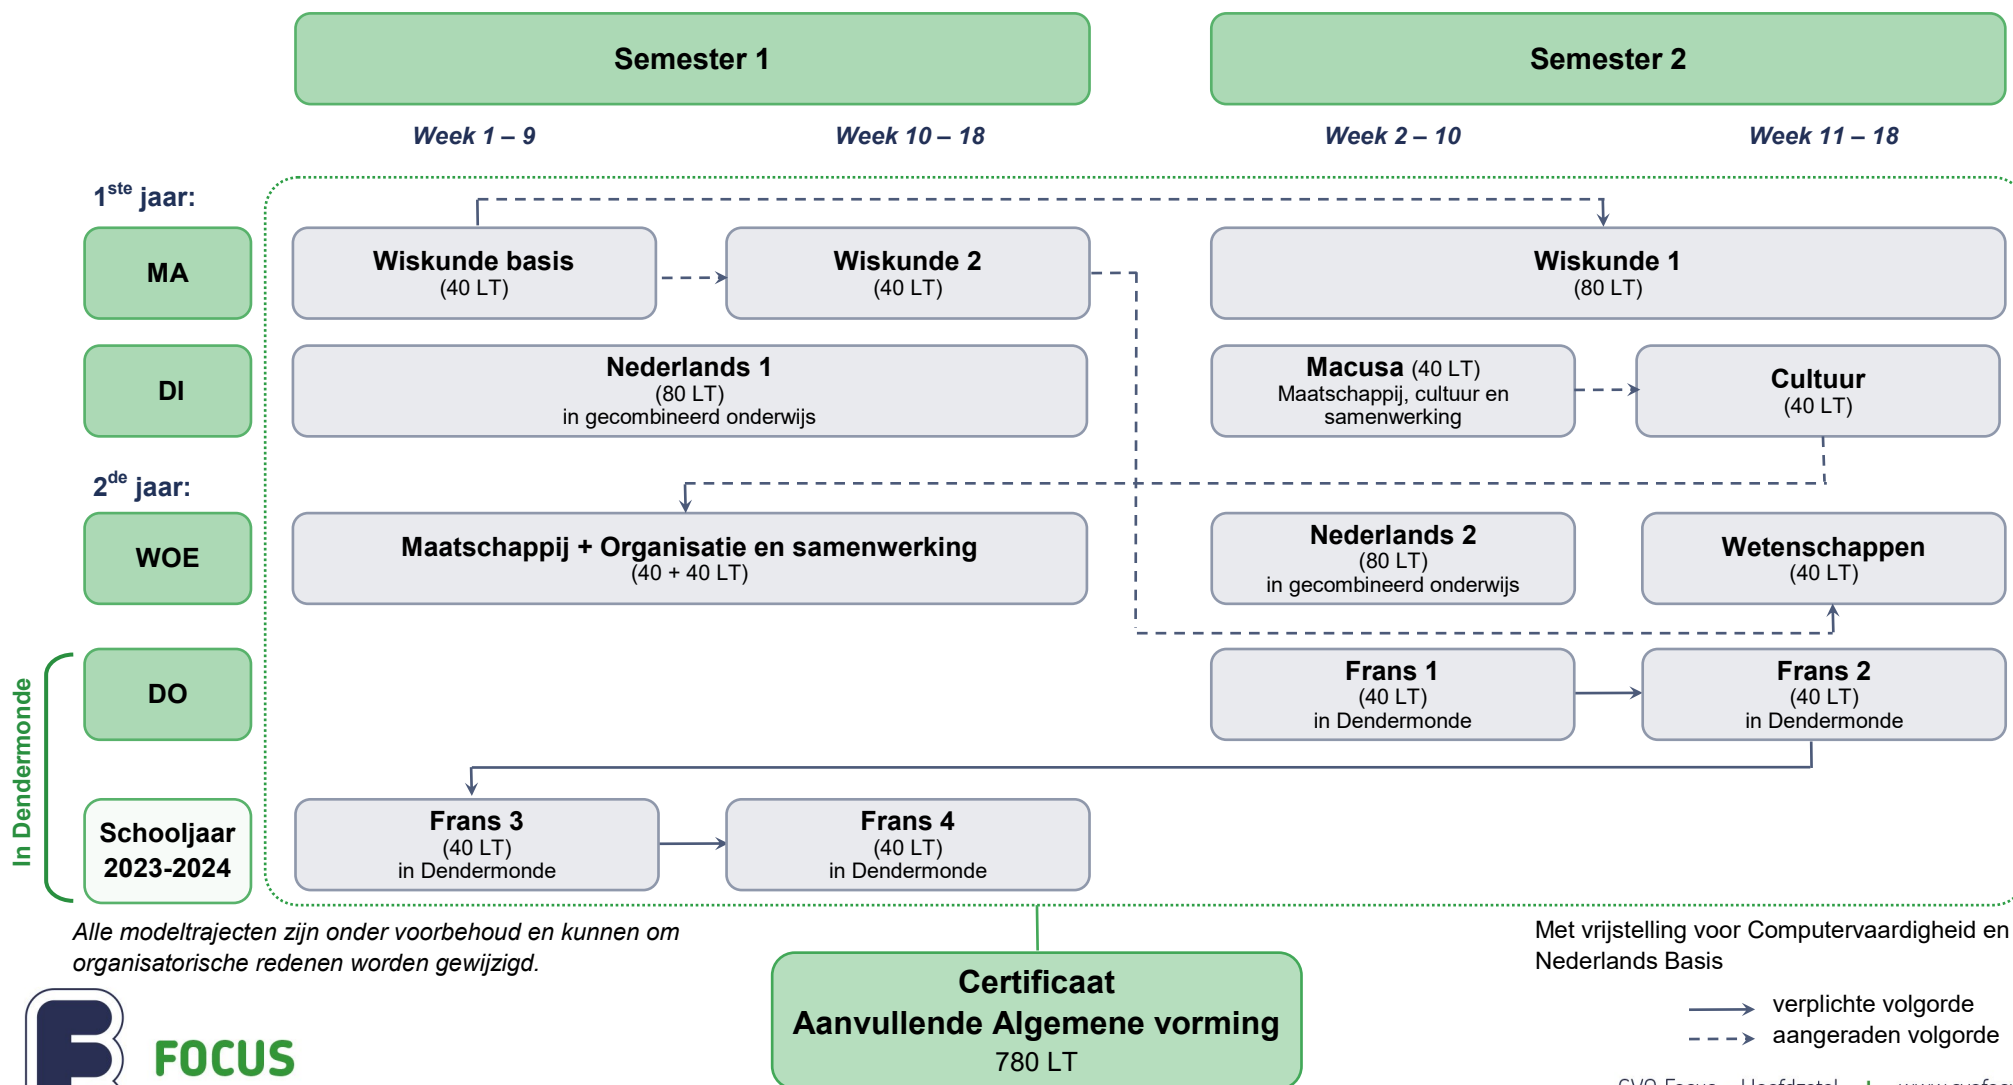 Semester 1
Semester 2
Week 1 – 9
Week 10 – 18
Week 2 – 10
Week 11 – 18
1ste jaar:
MA
Wiskunde basis
(40 LT)
Wiskunde 2
(40 LT)
Wiskunde 1
(80 LT)
DI
Nederlands 1
(80 LT)
in gecombineerd onderwijs
Macusa (40 LT)
Maatschappij, cultuur en
samenwerking
Cultuur
(40 LT)
2de jaar:
WOE
Maatschappij + Organisatie en samenwerking
(40 + 40 LT)
Nederlands 2
(80 LT)
in gecombineerd onderwijs
Wetenschappen
(40 LT)
In Dendermonde
DO
Frans 1
(40 LT)
in Dendermonde
Frans 2
(40 LT)
in Dendermonde
Schooljaar
2023-2024
Frans 3
(40 LT)
in Dendermonde
Frans 4
(40 LT)
in Dendermonde
Alle modeltrajecten zijn onder voorbehoud en kunnen om
organisatorische redenen worden gewijzigd.
Met vrijstelling voor Computervaardigheid en
Nederlands Basis
Certificaat
Aanvullende Algemene vorming
780 LT
verplichte volgorde
aangeraden volgorde
FOCUS